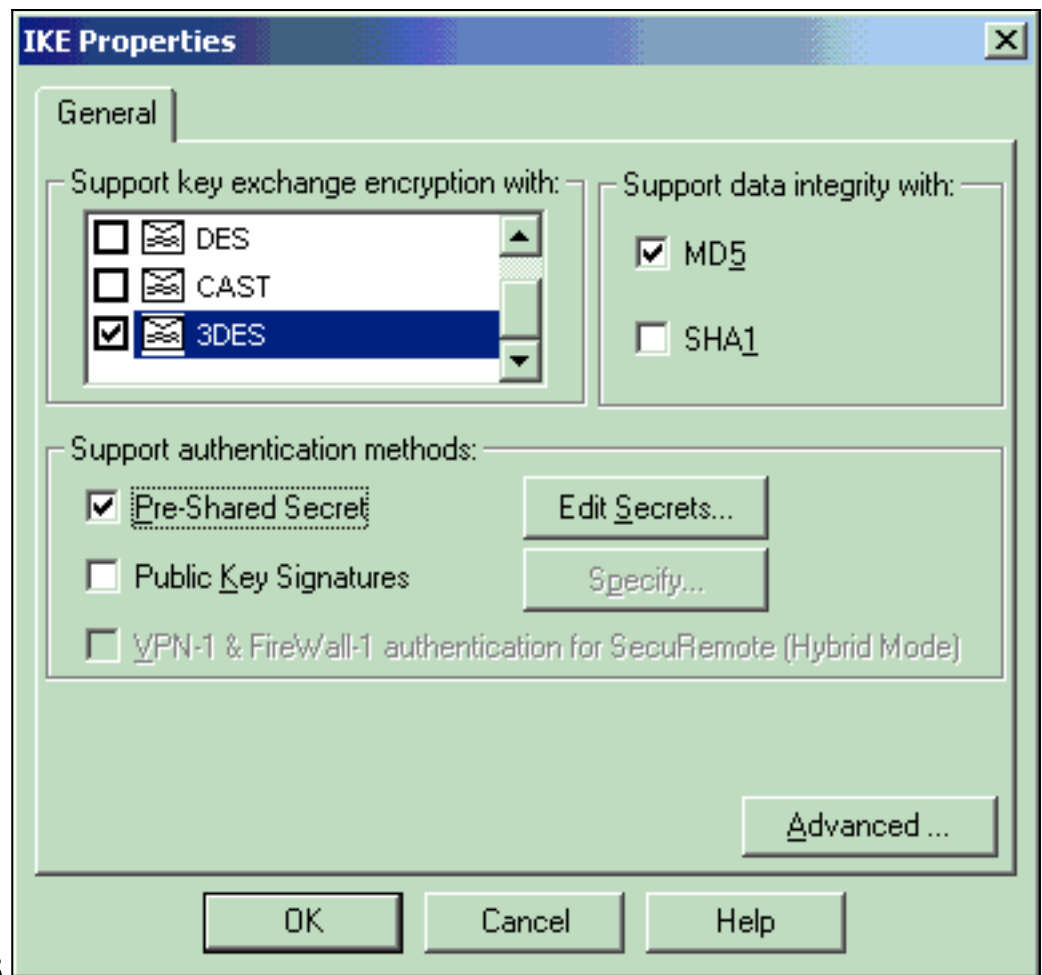 IKE Properties
General
Support key exchange encryption with:
DES
CAST
3DES
Support data integrity with:
MD5
SHA1
Support authentication methods:
Pre-Shared Secret
Edit Secrets...
Public Key Signatures
Specify...
VPN-1 & FireWall-1 authentication for SecuRemote (Hybrid Mode)
Advanced ...
OK
Cancel
Help